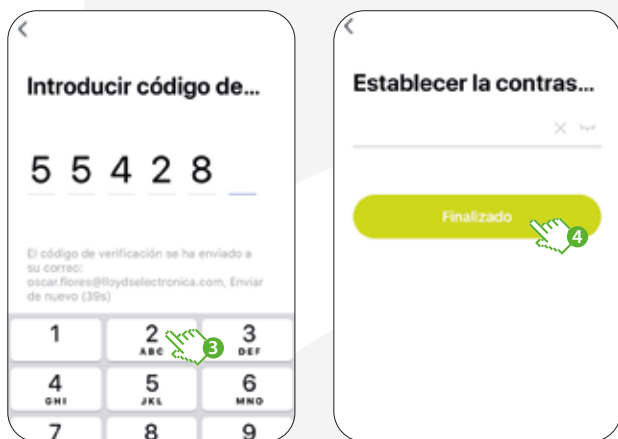 Introducir código de...
5 5 4 2 8
El código de verificación se ha enviado a
su correo:
oscar.flores@lloydselectronica.com, Enviar
de nuevo (39s)
1 2 3
ABC DEF
3
4 5 6
GHI JKL MNO
7 8 9
Establecer la contras...
Finalizado
4